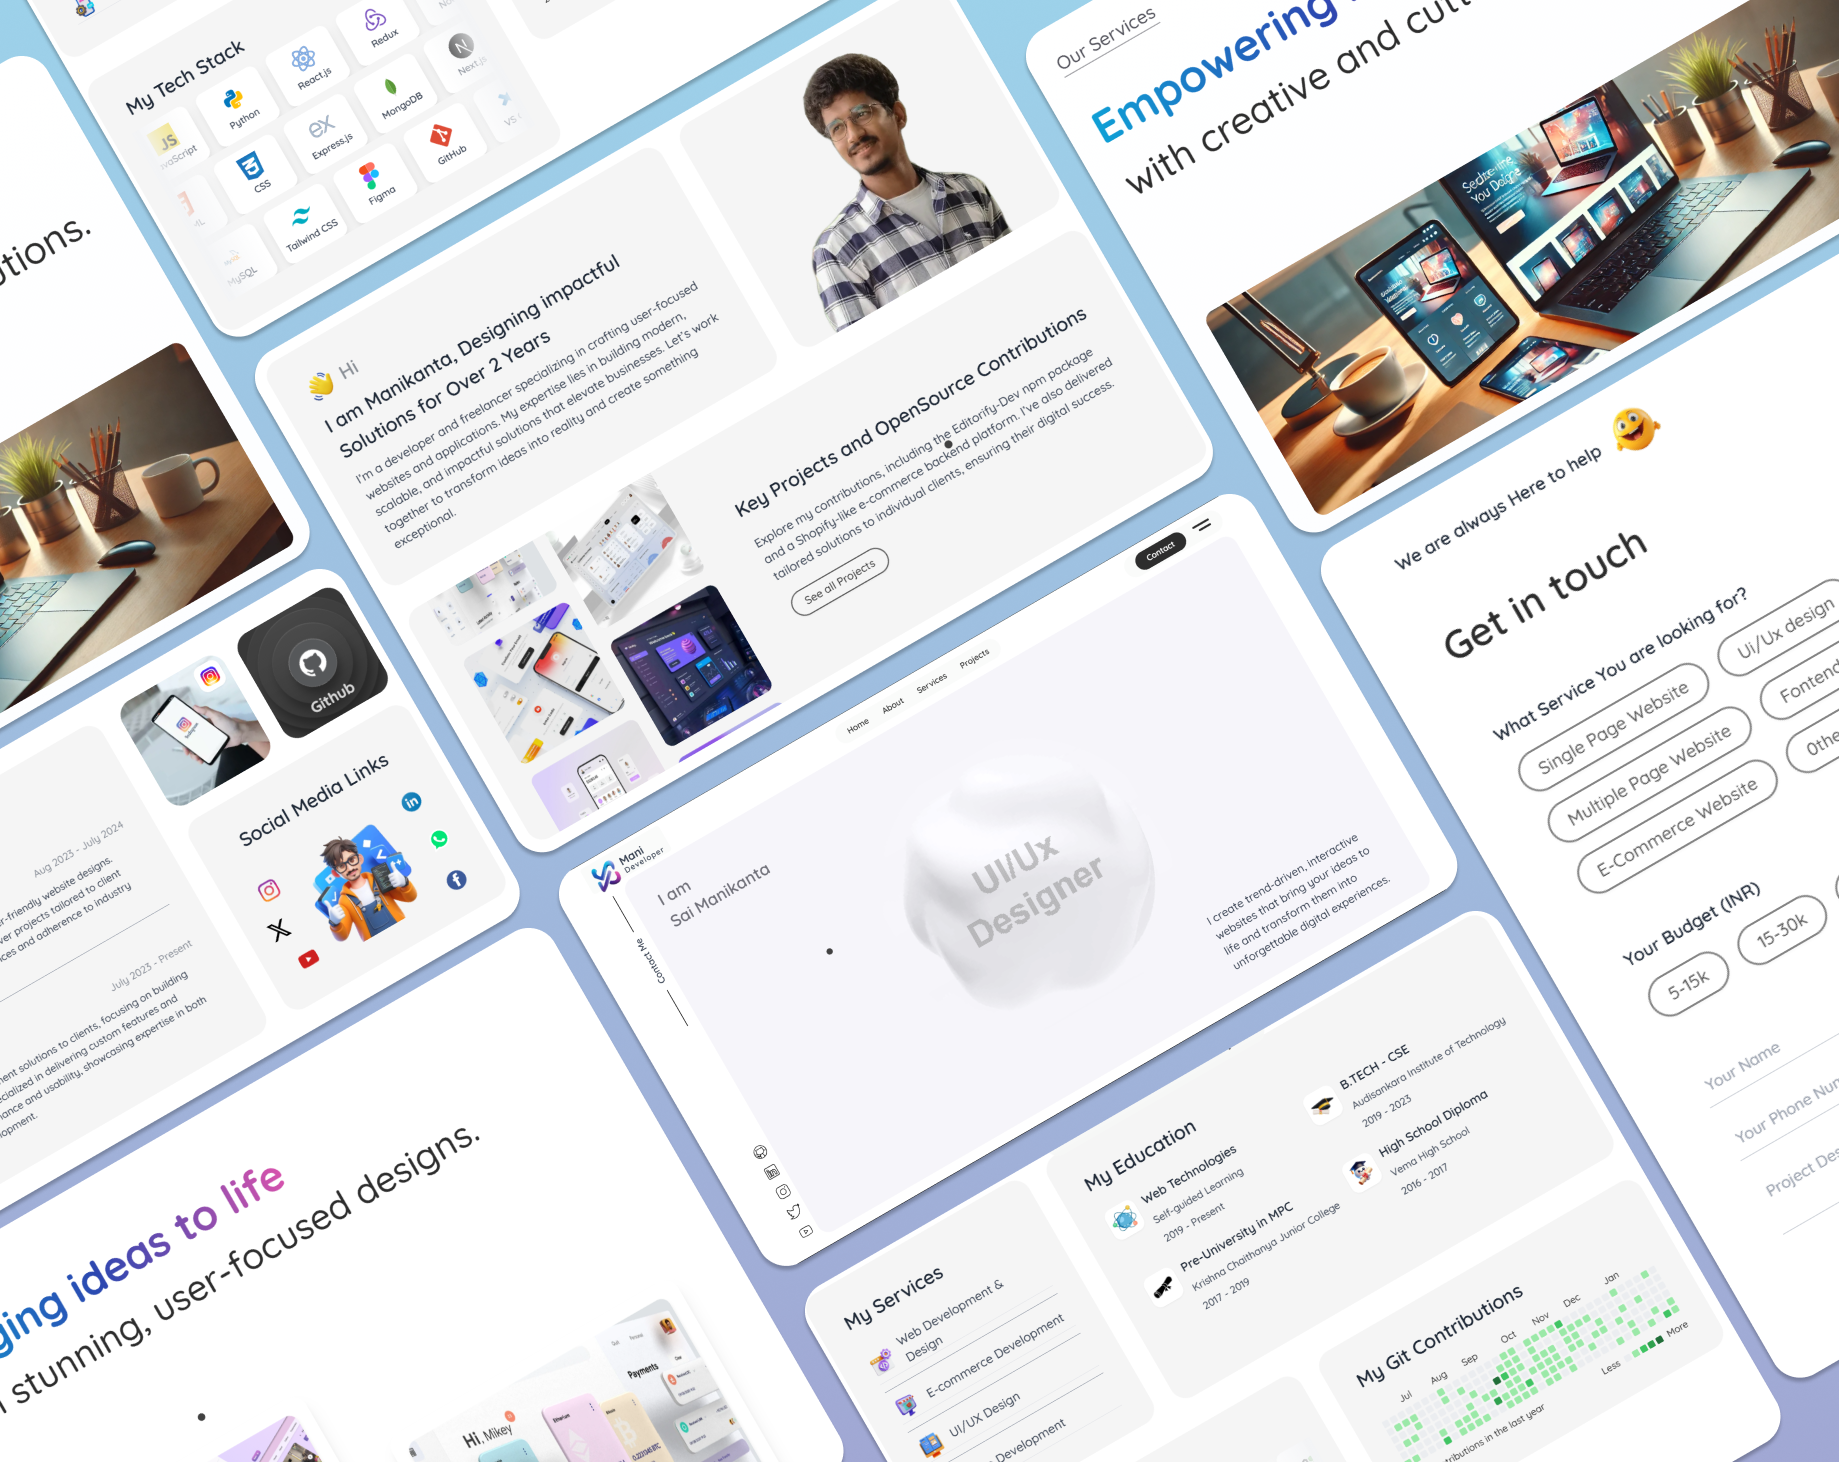 My Tech Stack
Redux
React.js
Next.js
Python
MongoDB
JS
Express.js
GitHub
CSS
Figma
Tailwind CSS
MySQL
Our Services
Empowering
with creative and
👋 Hi
I am Manikanta, Designing impactful
Solutions for Over 2 Years
I'm a developer and freelancer specializing in crafting user-focused
websites and applications. My expertise lies in building modern,
scalable, and impactful solutions that elevate businesses. Let's work
together to transform ideas into reality and create something
exceptional.
Key Projects and OpenSource Contributions
Explore my contributions, including the Editorify-Dev npm package
and a Shopify-like e-commerce backend platform. I've also delivered
tailored solutions to individual clients, ensuring their digital success.
See all Projects
We are always Here to help
Get in touch
What Service You are looking for?
Single Page Website
Ui/Ux design
Multiple Page Website
E-Commerce Website
Your Budget (INR)
5-15k
15-30k
Your Name
Your Phone
Project
Github
Social Media Links
Aug 2023 - July 2024
er-friendly website designs.
ver projects tailored to client
ces and adherence to industry
July 2023 - Present
ment solutions to clients, focusing on building
ecialized in delivering custom features and
mance and usability, showcasing expertise in both
Mani
Developer
Contact
Home
About
Services
Projects
Contact Me
I am
Sai Manikanta
UI/Ux
Designer
I create trend-driven, interactive
websites that bring your ideas to
life and transform them into
unforgettable digital experiences.
My Education
Web Technologies
Self-guided Learning
2019 - Present
B.TECH - CSE
Audisankara Institute of Technology
2019 - 2023
Pre-University in MPC
Krishna Chaithanya Junior College
2017 - 2019
High School Diploma
Vema High School
2016 - 2017
My Services
Web Development &
Design
E-commerce Development
UI/UX Design
Development
My Git Contributions
Jul
Aug
Sep
Oct
Nov
Dec
Jan
Less
More
in the last year
ideas to life
stunning, user-focused designs.
Hi, Mikey
Payments